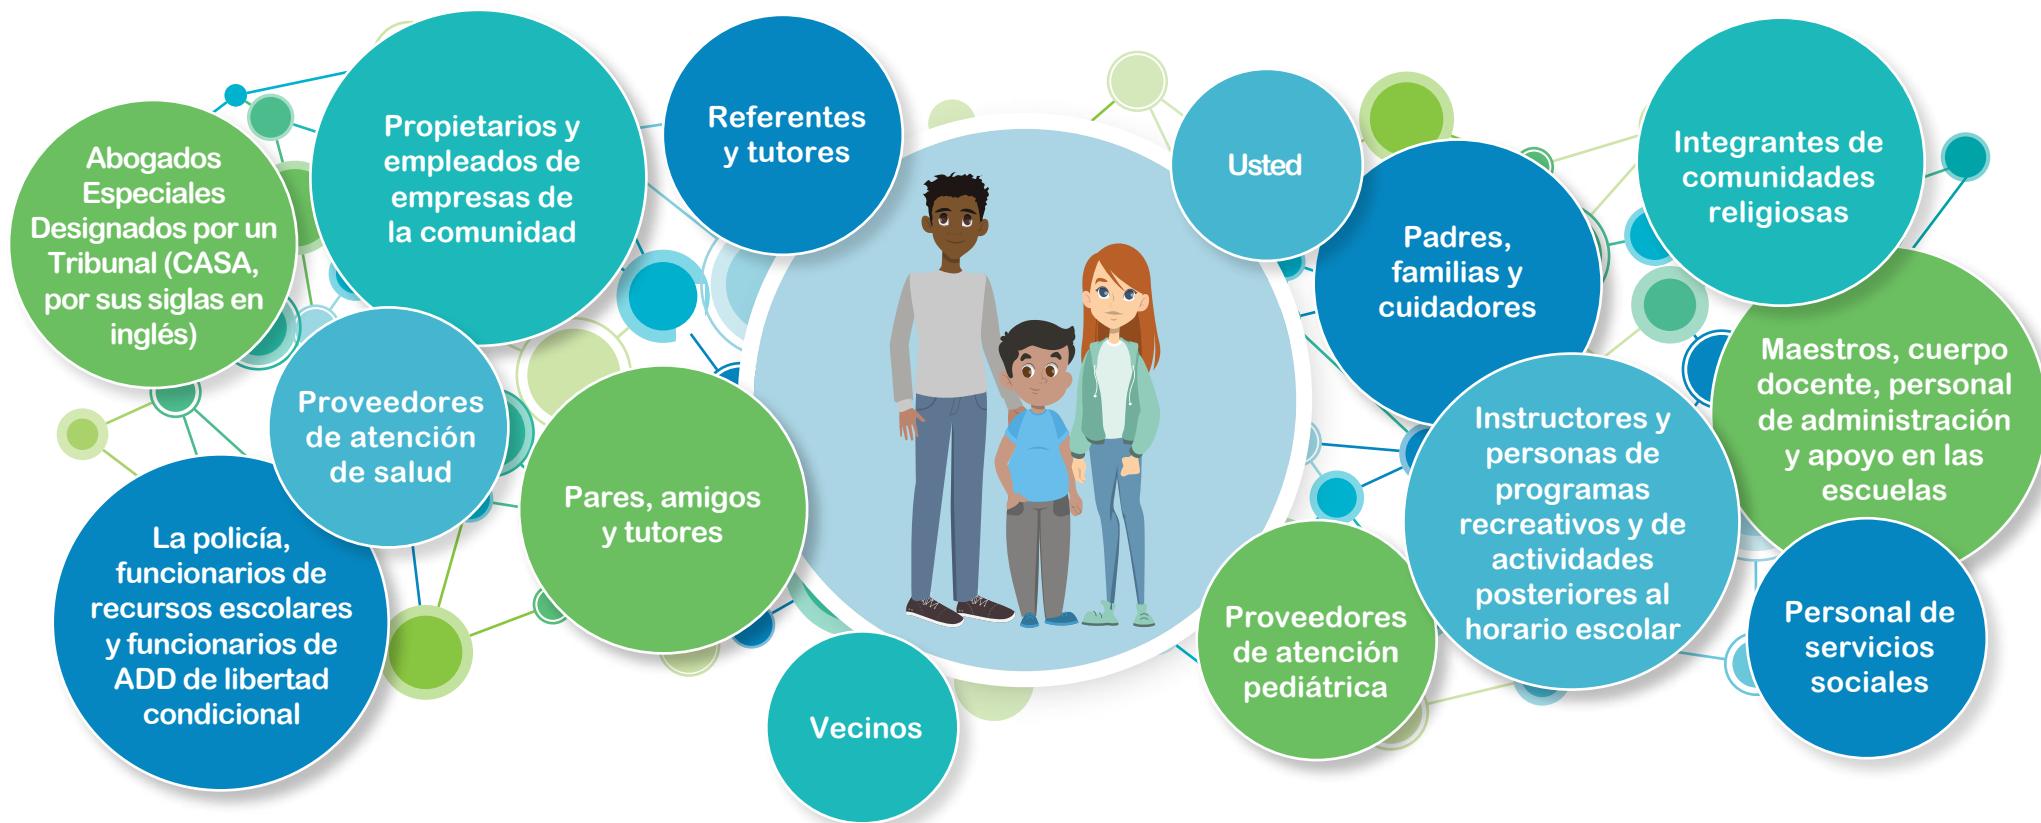 Abogados
Especiales
Designados por un
Tribunal (CASA,
por sus siglas en
inglés)
Propietarios y
empleados de
empresas de
la comunidad
Referentes
y tutores
Usted
Padres,
familias y
cuidadores
Integrantes de
comunidades
religiosas
Proveedores
de atención
de salud
Pares, amigos
y tutores
Instructores y
personas de
programas
recreativos y de
actividades
posteriores al
horario escolar
Maestros, cuerpo
docente, personal
de administración
y apoyo en las
escuelas
La policía,
funcionarios de
recursos escolares
y funcionarios de
ADD de libertad
condicional
Vecinos
Proveedores
de atención
pediátrica
Personal de
servicios
sociales